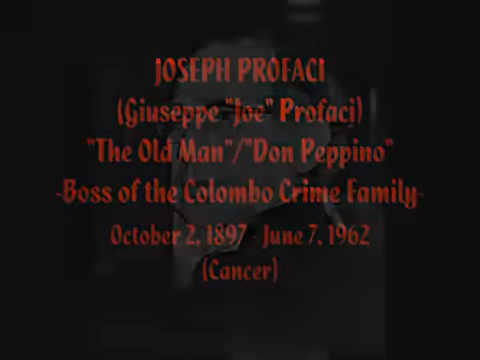 JOSEPH PROFACI
(Giuseppe "Joe" Profaci)
"The Old Man"/"Don Peppino"
-Boss of the Colombo Crime Family-
October 2, 1897 - June 7, 1962
(Cancer)